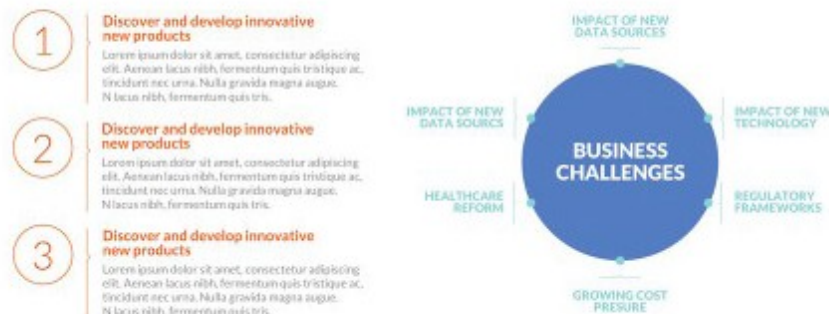 1
Discover and develop innovative
new products
Lorem ipsum dolor sit amet, consectetur adipiscing
elit. Aenean lacus nibh, fermentum quis tristique ac,
tincidunt nec urna. Nulla gravida magna augue.
N lacus nibh, fermentum quis tris.
2
Discover and develop innovative
new products
Lorem ipsum dolor sit amet, consectetur adipiscing
elit. Aenean lacus nibh, fermentum quis tristique ac,
tincidunt nec urna. Nulla gravida magna augue.
N lacus nibh, fermentum quis tris.
3
Discover and develop innovative
new products
Lorem ipsum dolor sit amet, consectetur adipiscing
elit. Aenean lacus nibh, fermentum quis tristique ac,
tincidunt nec urna. Nulla gravida magna augue.
N lacus nibh, fermentum quis tris.
IMPACT OF NEW
DATA SOURCES
IMPACT OF NEW
DATA SOURCS
IMPACT OF NEW
TECHNOLOGY
BUSINESS
CHALLENGES
HEALTHCARE
REFORM
REGULATORY
FRAMEWORKS
GROWING COST
PRESURE